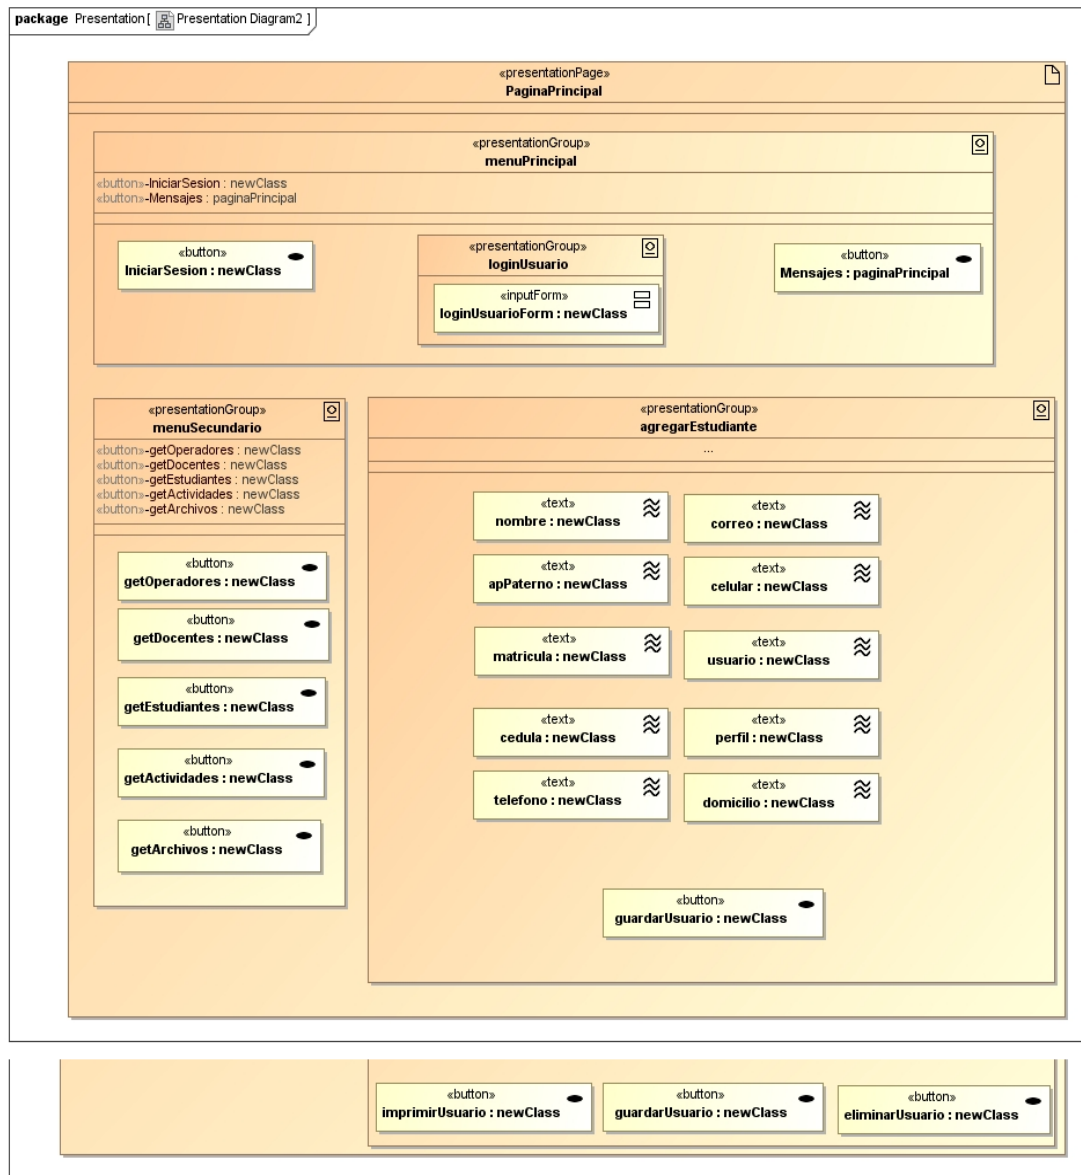 package Presentation[ Presentation Diagram2 ]
«presentationPage»
PaginaPrincipal
«presentationGroup»
menuPrincipal
«button»-IniciarSesion : newClass
«button»-Mensajes : paginaPrincipal
«button»
IniciarSesion : newClass
«presentationGroup»
loginUsuario
«inputForm»
loginUsuarioForm : newClass
«button»
Mensajes : paginaPrincipal
«presentationGroup»
menuSecundario
«button»-getOperadores : newClass
«button»-getDocentes : newClass
«button»-getEstudiantes : newClass
«button»-getActividades : newClass
«button»-getArchivos : newClass
«button»
getOperadores : newClass
«button»
getDocentes : newClass
«button»
getEstudiantes : newClass
«button»
getActividades : newClass
«button»
getArchivos : newClass
«presentationGroup»
agregarEstudiante
...
«text»
nombre : newClass
«text»
correo : newClass
«text»
apPaterno : newClass
«text»
celular : newClass
«text»
matricula : newClass
«text»
usuario : newClass
«text»
cedula : newClass
«text»
perfil : newClass
«text»
telefono : newClass
«text»
domicilio : newClass
«button»
guardarUsuario : newClass
«button»
imprimirUsuario : newClass
«button»
guardarUsuario : newClass
«button»
eliminarUsuario : newClass